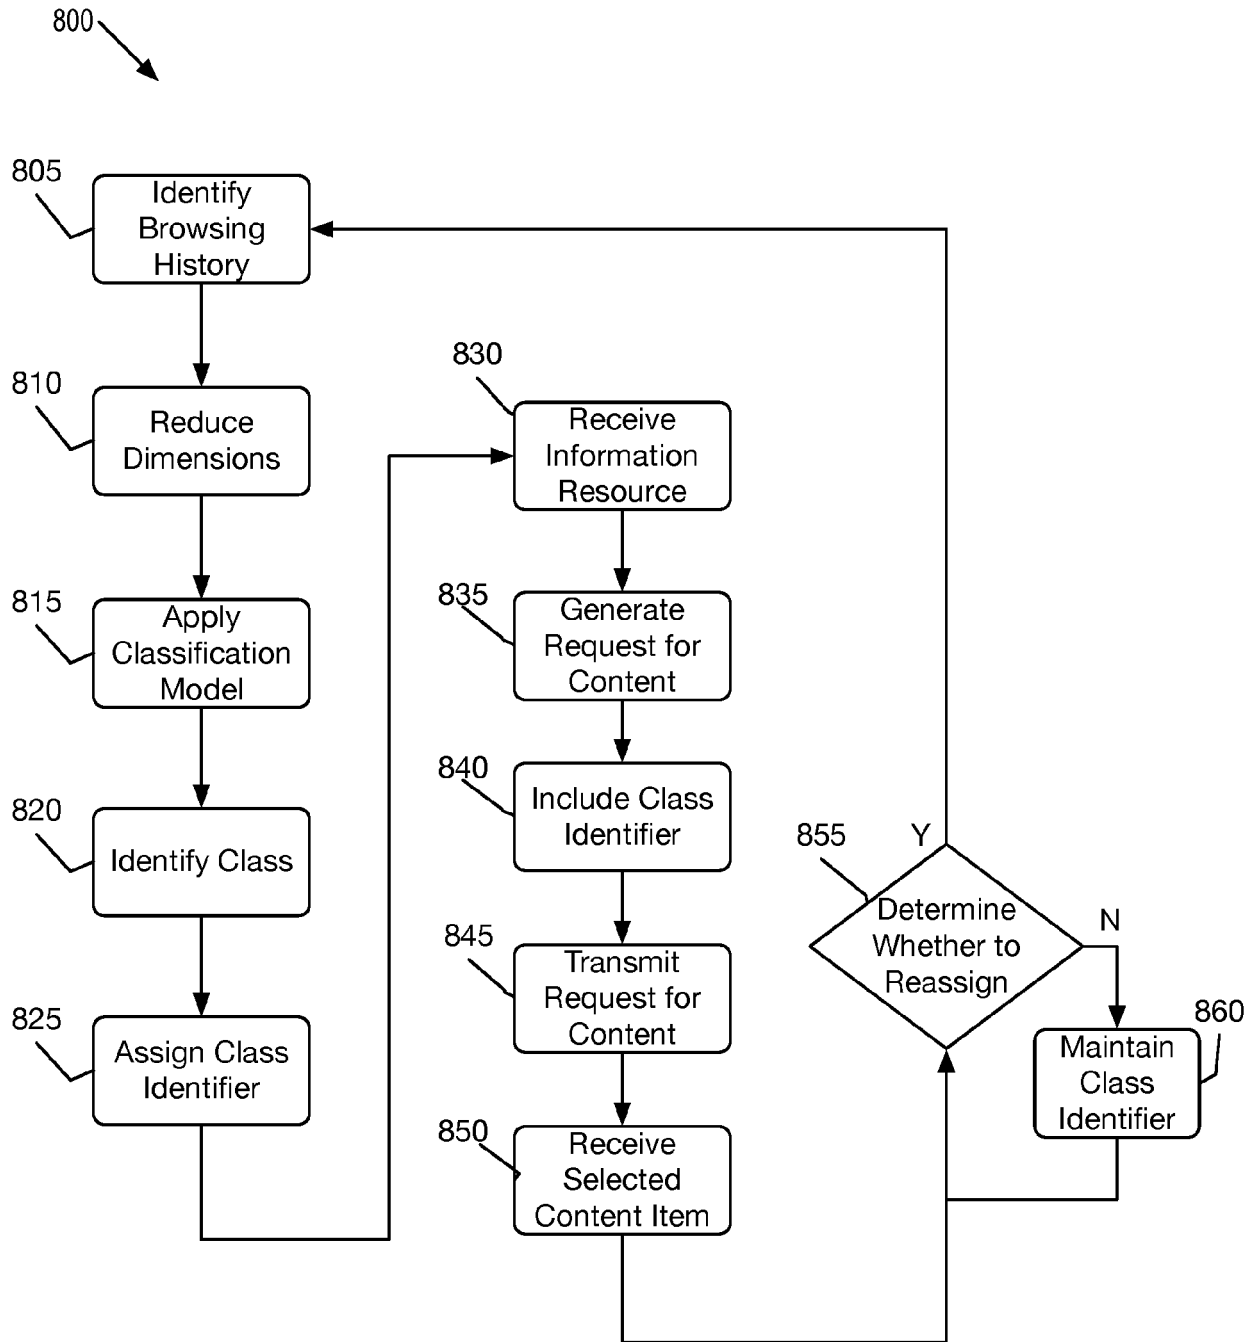 800
805
Identify
Browsing
History
810
Reduce
Dimensions
815
Apply
Classification
Model
820
Identify Class
825
Assign Class
Identifier
830
Receive
Information
Resource
835
Generate
Request for
Content
840
Include Class
Identifier
845
Transmit
Request for
Content
850
Receive
Selected
Content Item
855
Y
Determine
Whether to
Reassign
N
860
Maintain
Class
Identifier